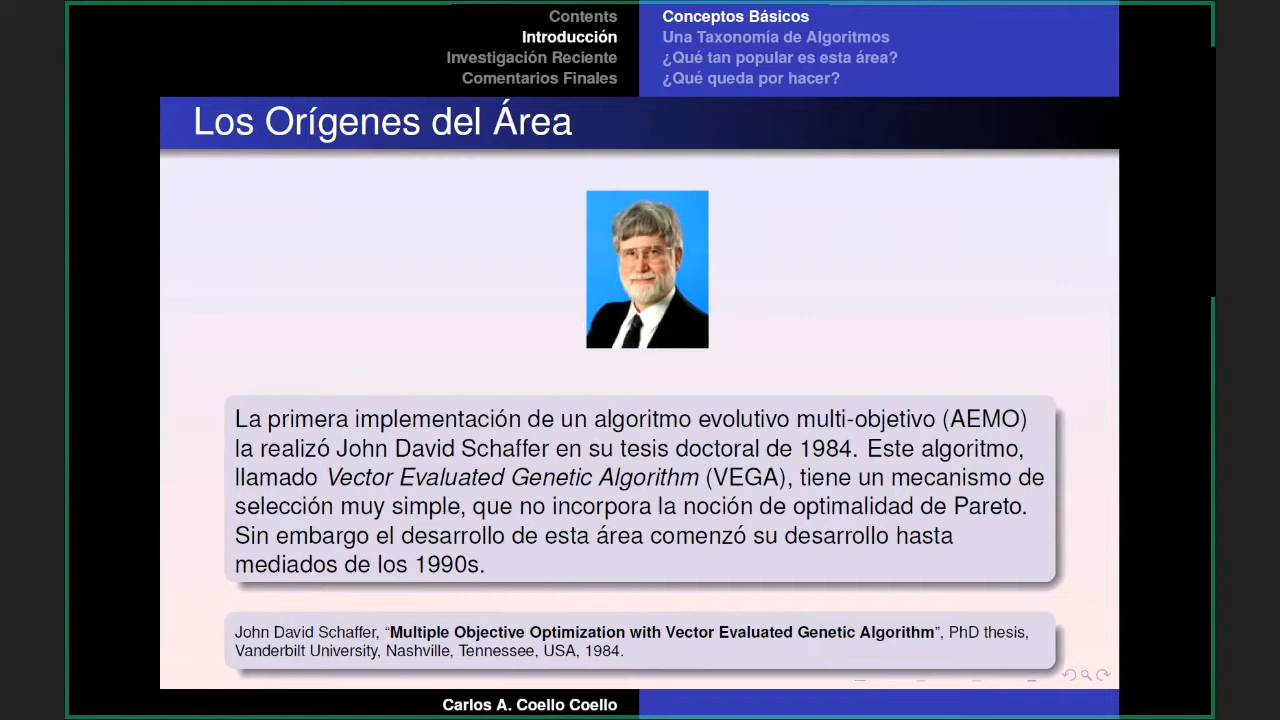 Contents
Introducción
Investigación Reciente
Comentarios Finales
Conceptos Básicos
Una Taxonomía de Algoritmos
¿Qué tan popular es esta área?
¿Qué queda por hacer?
Los Orígenes del Área
La primera implementación de un algoritmo evolutivo multi-objetivo (AEMO)
la realizó John David Schaffer en su tesis doctoral de 1984. Este algoritmo,
llamado Vector Evaluated Genetic Algorithm (VEGA), tiene un mecanismo de
selección muy simple, que no incorpora la noción de optimalidad de Pareto.
Sin embargo el desarrollo de esta área comenzó su desarrollo hasta
mediados de los 1990s.
John David Schaffer, “Multiple Objective Optimization with Vector Evaluated Genetic Algorithm”, PhD thesis,
Vanderbilt University, Nashville, Tennessee, USA, 1984.
Carlos A. Coello Coello